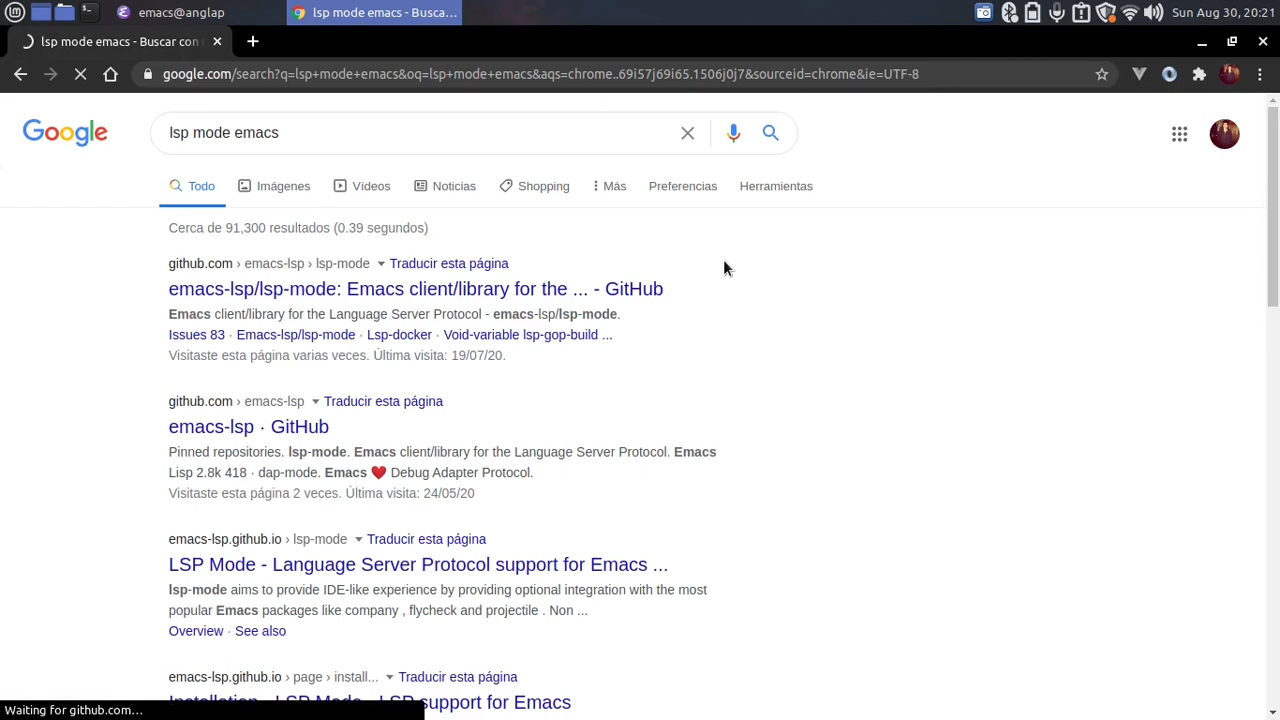 emacs@anglap
lsp mode emacs - Busca...
Sun Aug 30, 20:21
lsp mode emacs - Buscar con
google.com/search?q=lsp+mode+emacs&oq=lsp+mode+emacs&aqs=chrome..69i57j69i65.1506j0j7&sourceid=chrome&ie=UTF-8
Google
lsp mode emacs
Todo Imágenes Videos Noticias Shopping Más Preferencias Herramientas
Cerca de 91,300 resultados (0.39 segundos)
github.com › emacs-lsp › lsp-mode Traducir esta página
emacs-lsp/lsp-mode: Emacs client/library for the ... - GitHub
Emacs client/library for the Language Server Protocol - emacs-lsp/lsp-mode.
Issues 83 · Emacs-lsp/lsp-mode · Lsp-docker · Void-variable lsp-gop-build ...
Visitaste esta página varias veces. Última visita: 19/07/20.
github.com › emacs-lsp Traducir esta página
emacs-lsp · GitHub
Pinned repositories. lsp-mode. Emacs client/library for the Language Server Protocol. Emacs
Lisp 2.8k 418 · dap-mode. Emacs ❤️ Debug Adapter Protocol.
Visitaste esta página 2 veces. Última visita: 24/05/20
emacs-lsp.github.io › lsp-mode Traducir esta página
LSP Mode - Language Server Protocol support for Emacs ...
lsp-mode aims to provide IDE-like experience by providing optional integration with the most
popular Emacs packages like company , flycheck and projectile . Non ...
Overview · See also
emacs-lsp.github.io › page › install... Traducir esta página
Installation - LSP Mode - LSP support for Emacs
Waiting for github.com...